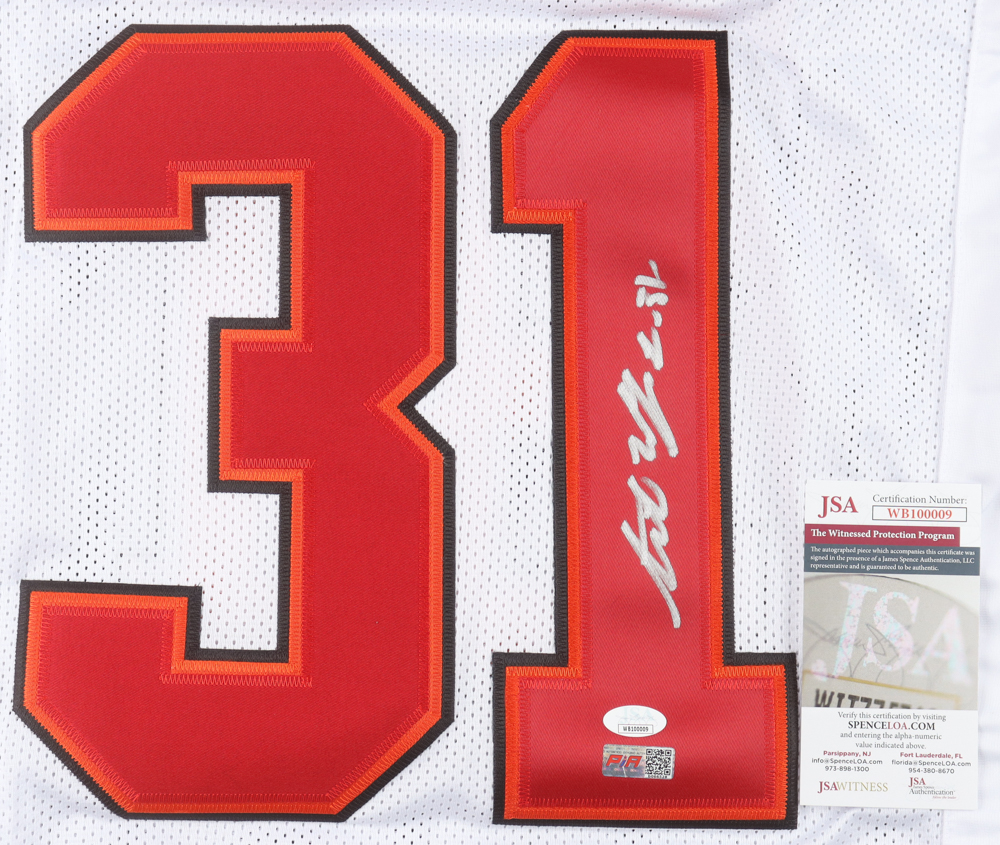 31
JSA
Certification Number:
WB100009
The Witnessed Protection Program
The autographed piece which accompanies this certificate was
signed in the presence of a James Spence Authentication, LLC
representative and is guaranteed to be authentic.
JSA
Verify this certification by visiting
SPENCELOA.COM
and entering the alpha-numeric
value indicated above.
Parsippany, NJ
info@SpenceLOA.com
973-898-1300
Fort Lauderdale, FL
florida@SpenceLOA.com
954-380-8670
JSAWITNESS
JSA
Authentication
WB100009
PIA